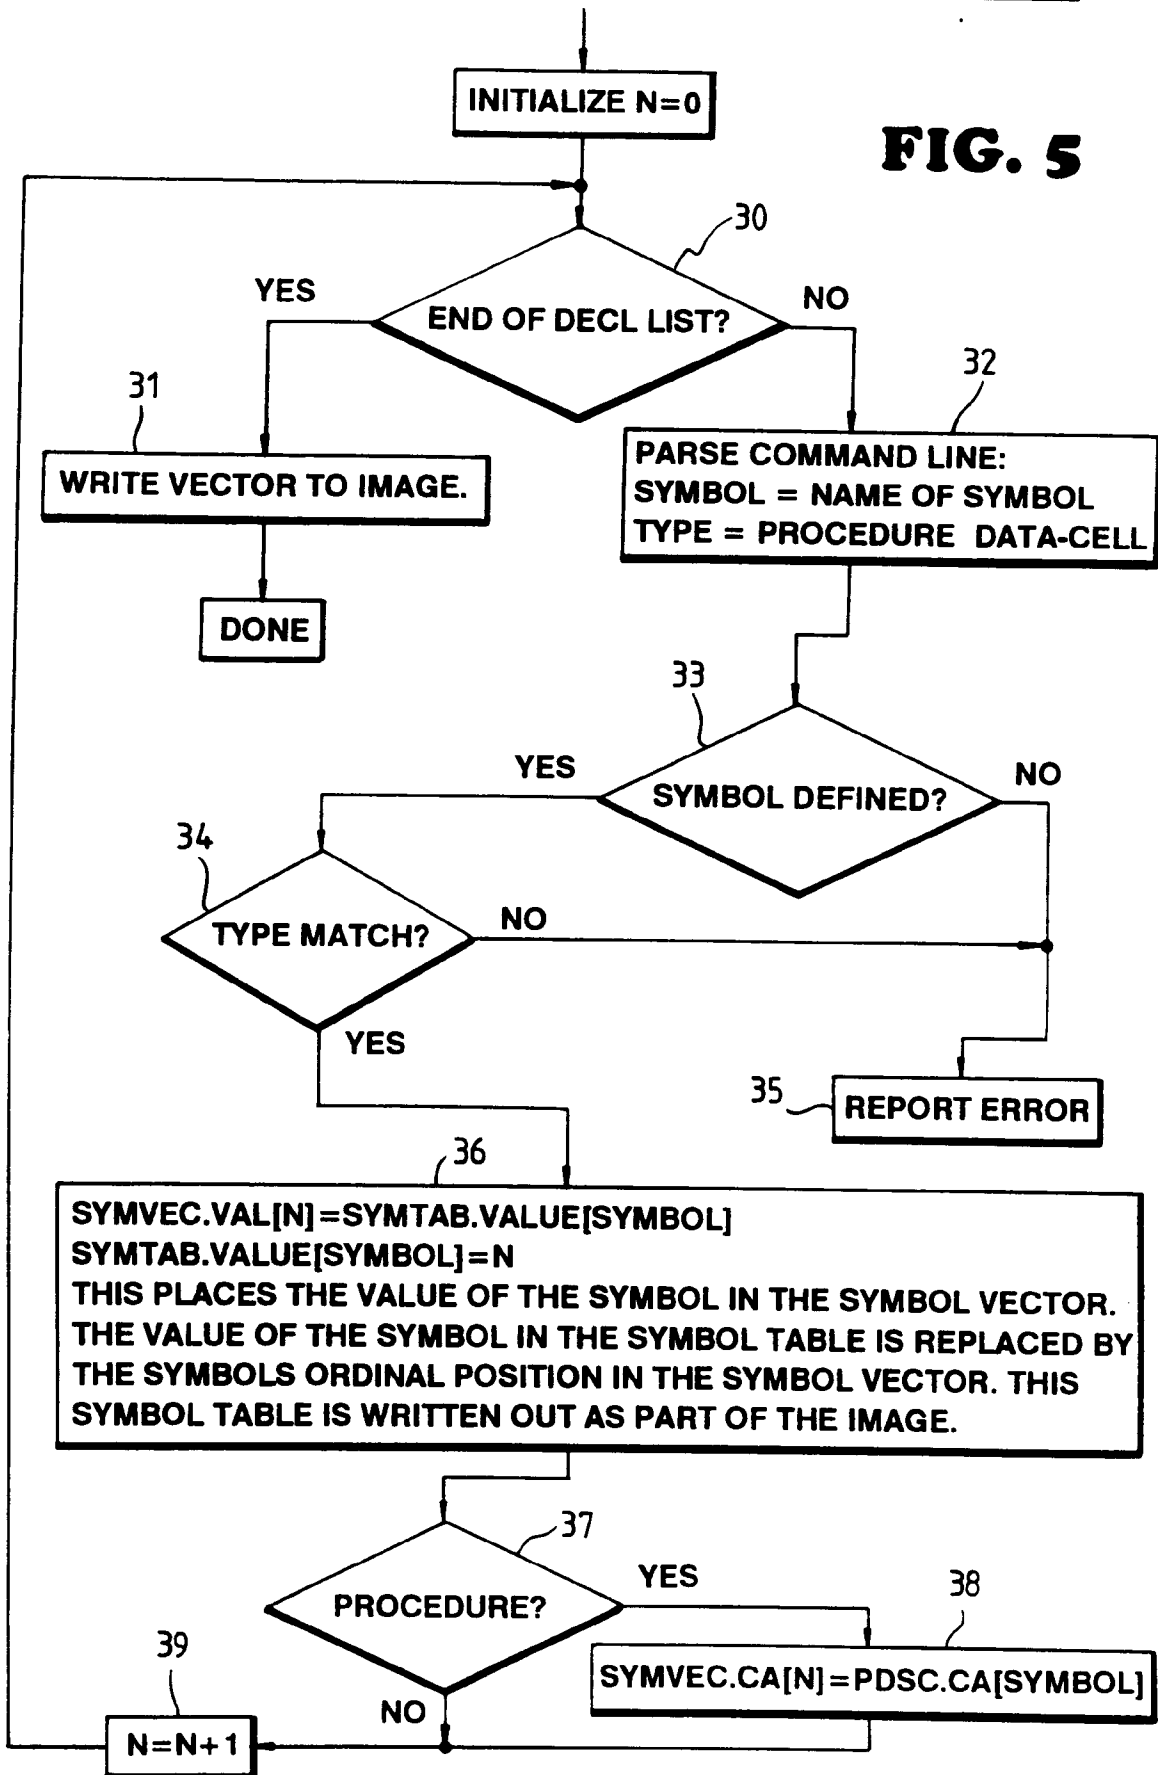 INITIALIZE N=0
FIG. 5
30
YES
NO
END OF DECL LIST?
31
32
WRITE VECTOR TO IMAGE.
PARSE COMMAND LINE:
SYMBOL = NAME OF SYMBOL
TYPE = PROCEDURE DATA-CELL
DONE
33
YES
NO
SYMBOL DEFINED?
34
TYPE MATCH?
NO
YES
35
REPORT ERROR
36
SYMVEC.VAL[N]=SYMTAB.VALUE[SYMBOL]
SYMTAB.VALUE[SYMBOL]=N
THIS PLACES THE VALUE OF THE SYMBOL IN THE SYMBOL VECTOR.
THE VALUE OF THE SYMBOL IN THE SYMBOL TABLE IS REPLACED BY
THE SYMBOLS ORDINAL POSITION IN THE SYMBOL VECTOR. THIS
SYMBOL TABLE IS WRITTEN OUT AS PART OF THE IMAGE.
37
YES
PROCEDURE?
38
SYMVEC.CA[N]=PDSC.CA[SYMBOL]
39
NO
N=N+1